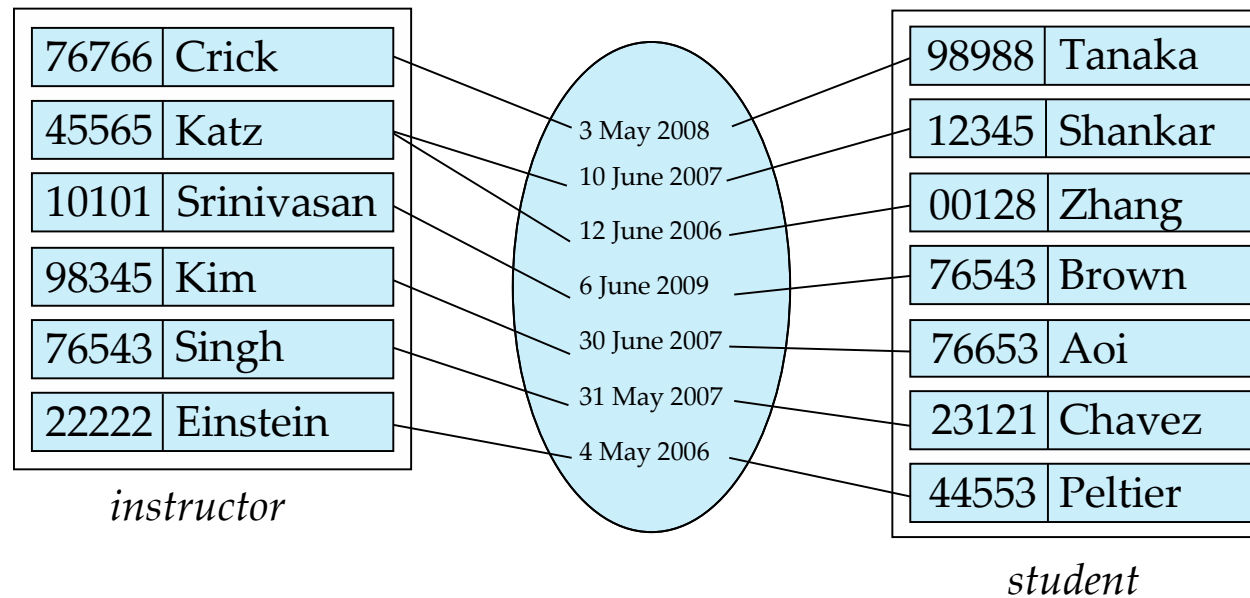 76766 Crick
45565 Katz
10101 Srinivasan
98345 Kim
76543 Singh
22222 Einstein
instructor
3 May 2008
10 June 2007
12 June 2006
6 June 2009
30 June 2007
31 May 2007
4 May 2006
98988 Tanaka
12345 Shankar
00128 Zhang
76543 Brown
76653 Aoi
23121 Chavez
44553 Peltier
student